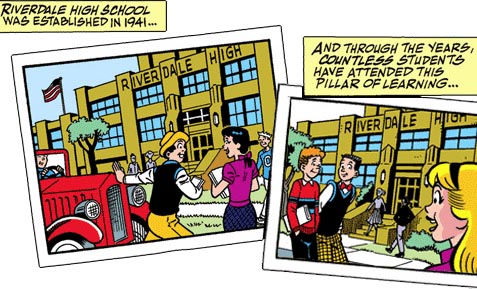 RIVERDALE HIGH SCHOOL
WAS ESTABLISHED IN 1941...
RIVERDALE HIGH
AND THROUGH THE YEARS,
COUNTLESS STUDENTS
HAVE ATTENDED THIS
PILLAR OF LEARNING...
RIVERDALE HIGH